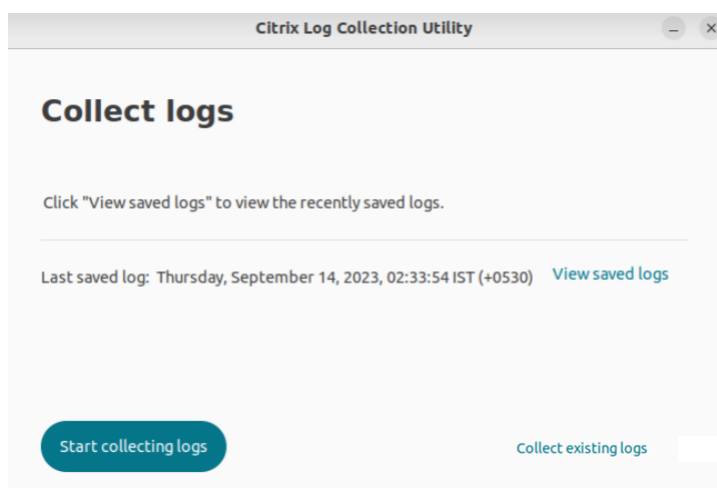 Citrix Log Collection Utility
Collect logs
Click "View saved logs" to view the recently saved logs.
Last saved log: Thursday, September 14, 2023, 02:33:54 IST (+0530) View saved logs
Start collecting logs Collect existing logs